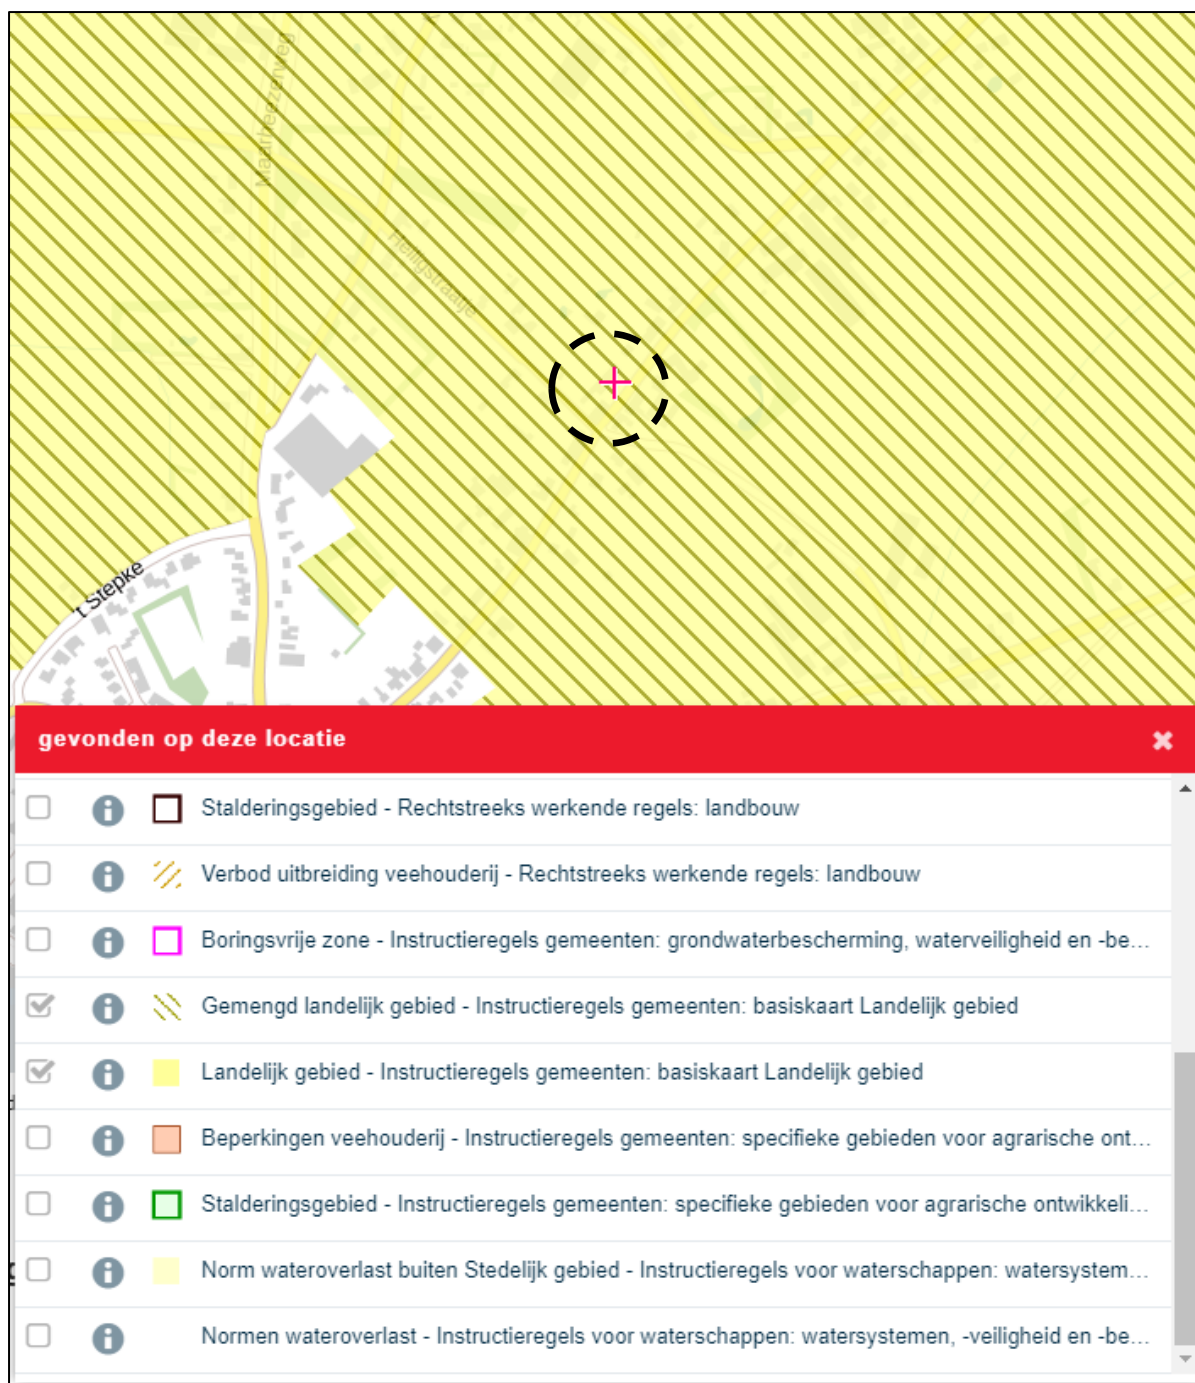 Maarheezerweg
Heiligstraatje
't Stepke
gevonden op deze locatie
Stalderingsgebied - Rechtstreeks werkende regels: landbouw
Verbod uitbreiding veehouderij - Rechtstreeks werkende regels: landbouw
Boringsvrije zone - Instructieregels gemeenten: grondwaterbescherming, waterveiligheid en -be...
Gemengd landelijk gebied - Instructieregels gemeenten: basiskaart Landelijk gebied
Landelijk gebied - Instructieregels gemeenten: basiskaart Landelijk gebied
Beperkingen veehouderij - Instructieregels gemeenten: specifieke gebieden voor agrarische ont...
Stalderingsgebied - Instructieregels gemeenten: specifieke gebieden voor agrarische ontwikkeli...
Norm wateroverlast buiten Stedelijk gebied - Instructieregels voor waterschappen: watersystem...
Normen wateroverlast - Instructieregels voor waterschappen: watersystemen, -veiligheid en -be...